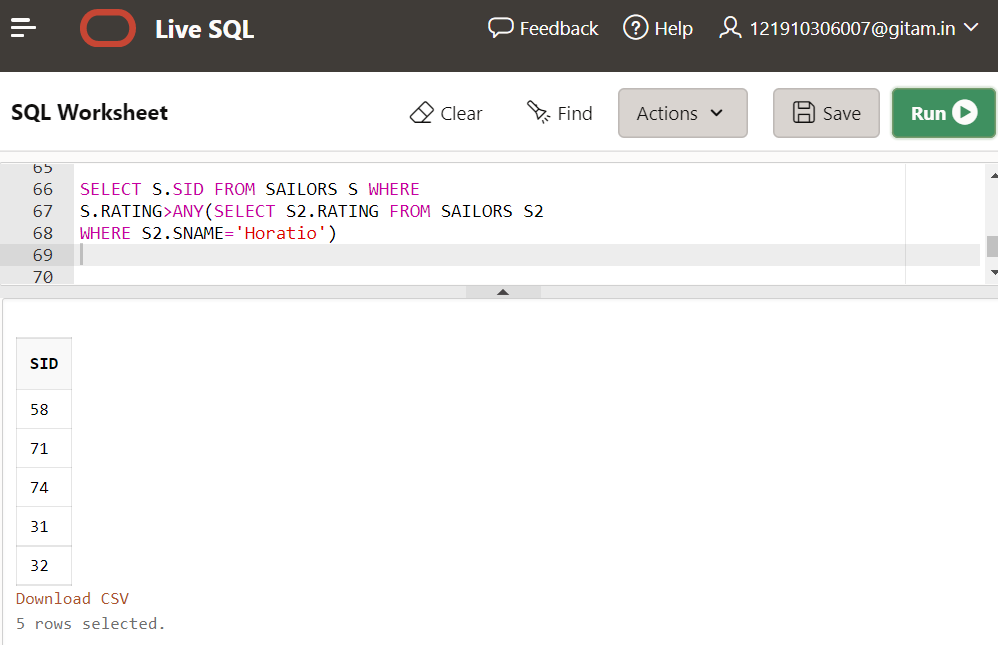 Live SQL
Feedback
Help
121910306007@gitam.in
SQL Worksheet
Clear
Find
Actions
Save
Run
65
66 SELECT S.SID FROM SAILORS S WHERE
67 S.RATING>ANY(SELECT S2.RATING FROM SAILORS S2
68 WHERE S2.SNAME='Horatio')
69
70
SID
58
71
74
31
32
Download CSV
5 rows selected.